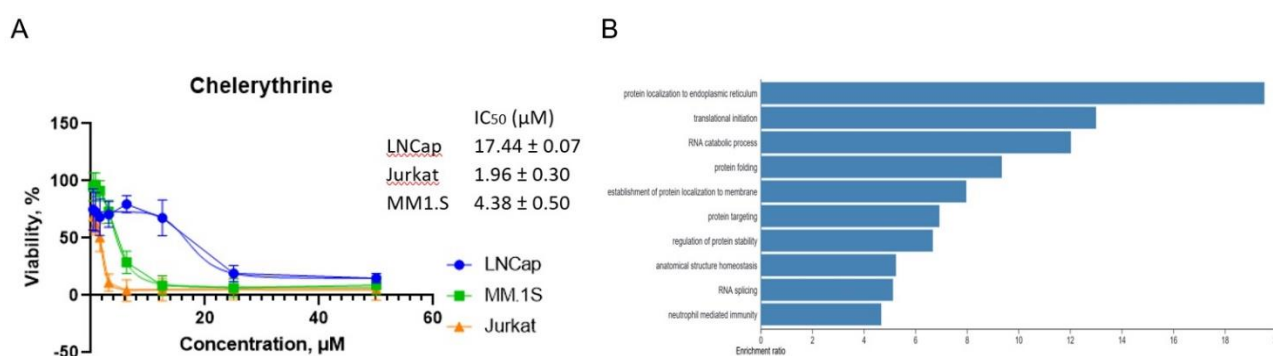 A
Chelerythrine
IC₅₀ (µM)
LNCap 17.44 ± 0.07
Jurkat 1.96 ± 0.30
MM1.S 4.38 ± 0.50
150
100
50
0
-50
Viability, %
20 40 60
Concentration, µM
LNCap
MM.1S
Jurkat
B
protein localization to endoplasmic reticulum
translational initiation
RNA catabolic process
protein folding
establishment of protein localization to membrane
protein targeting
regulation of protein stability
anatomical structure homeostasis
RNA splicing
neutrophil mediated immunity
0 2 4 6 8 10 12 14 16 18
Enrichment ratio